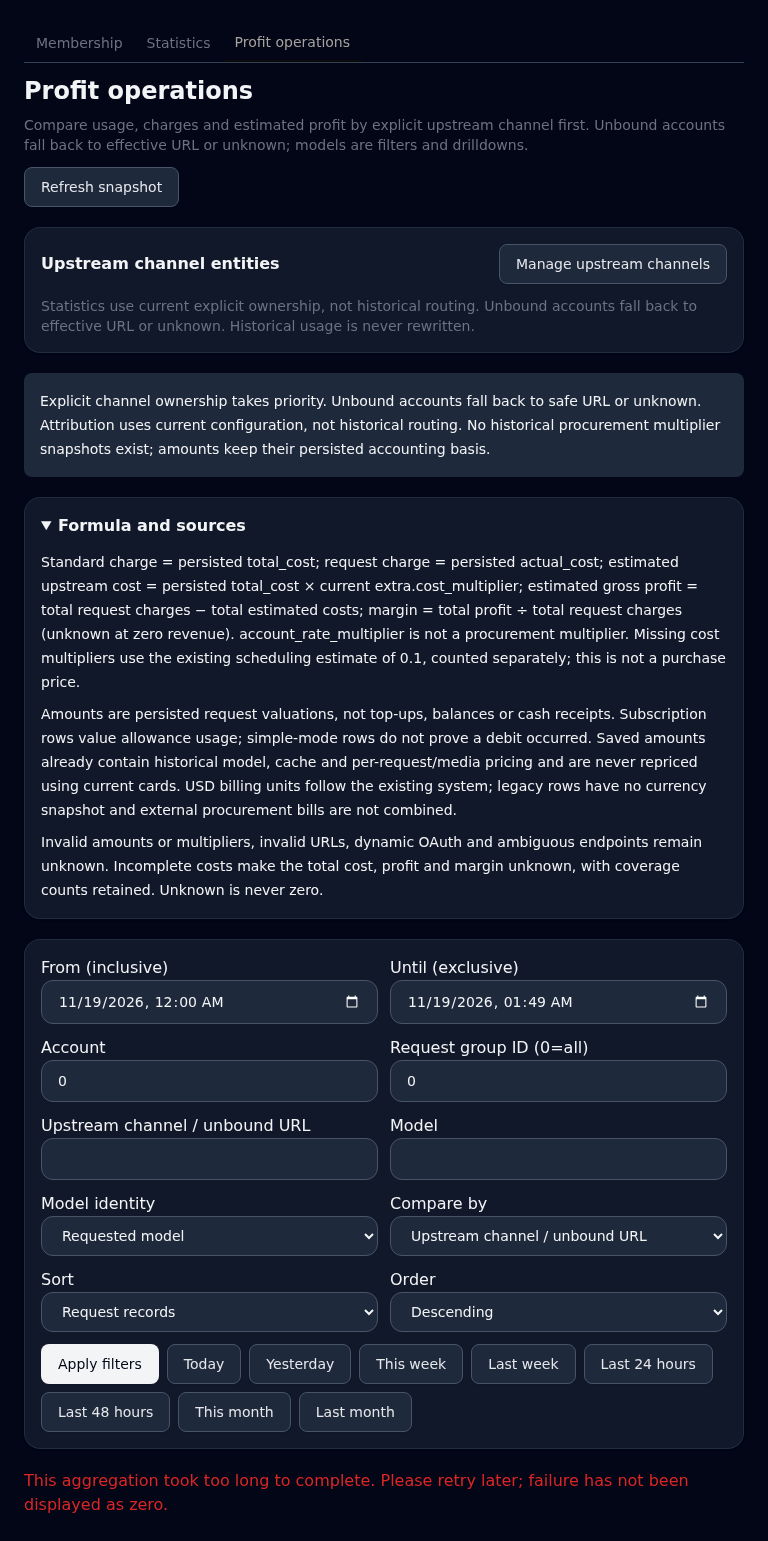 Membership Statistics Profit operations
Profit operations
Compare usage, charges and estimated profit by explicit upstream channel first. Unbound accounts
fall back to effective URL or unknown; models are filters and drilldowns.
Refresh snapshot
Upstream channel entities
Manage upstream channels
Statistics use current explicit ownership, not historical routing. Unbound accounts fall back to
effective URL or unknown. Historical usage is never rewritten.
Explicit channel ownership takes priority. Unbound accounts fall back to safe URL or unknown.
Attribution uses current configuration, not historical routing. No historical procurement multiplier
snapshots exist; amounts keep their persisted accounting basis.
▼ Formula and sources
Standard charge = persisted total_cost; request charge = persisted actual_cost; estimated
upstream cost = persisted total_cost × current extra.cost_multiplier; estimated gross profit =
total request charges − total estimated costs; margin = total profit ÷ total request charges
(unknown at zero revenue). account_rate_multiplier is not a procurement multiplier. Missing cost
multipliers use the existing scheduling estimate of 0.1, counted separately; this is not a purchase
price.
Amounts are persisted request valuations, not top-ups, balances or cash receipts. Subscription
rows value allowance usage; simple-mode rows do not prove a debit occurred. Saved amounts
already contain historical model, cache and per-request/media pricing and are never repriced
using current cards. USD billing units follow the existing system; legacy rows have no currency
snapshot and external procurement bills are not combined.
Invalid amounts or multipliers, invalid URLs, dynamic OAuth and ambiguous endpoints remain
unknown. Incomplete costs make the total cost, profit and margin unknown, with coverage
counts retained. Unknown is never zero.
From (inclusive) Until (exclusive)
11/19/2026, 12:00 AM 11/19/2026, 01:49 AM
Account Request group ID (0=all)
0 0
Upstream channel / unbound URL Model
Model identity Compare by
Requested model Upstream channel / unbound URL
Sort Order
Request records Descending
Apply filters Today Yesterday This week Last week Last 24 hours
Last 48 hours This month Last month
This aggregation took too long to complete. Please retry later; failure has not been
displayed as zero.